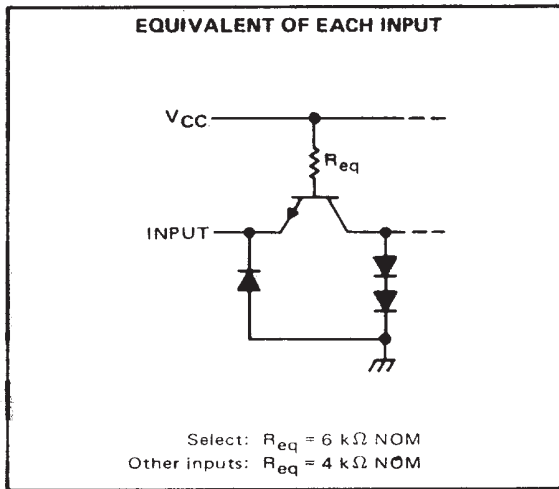 EQUIVALENT OF EACH INPUT
VCC
Req
INPUT
Select: Req = 6 kΩ NOM
Other inputs: Req = 4 kΩ NOM